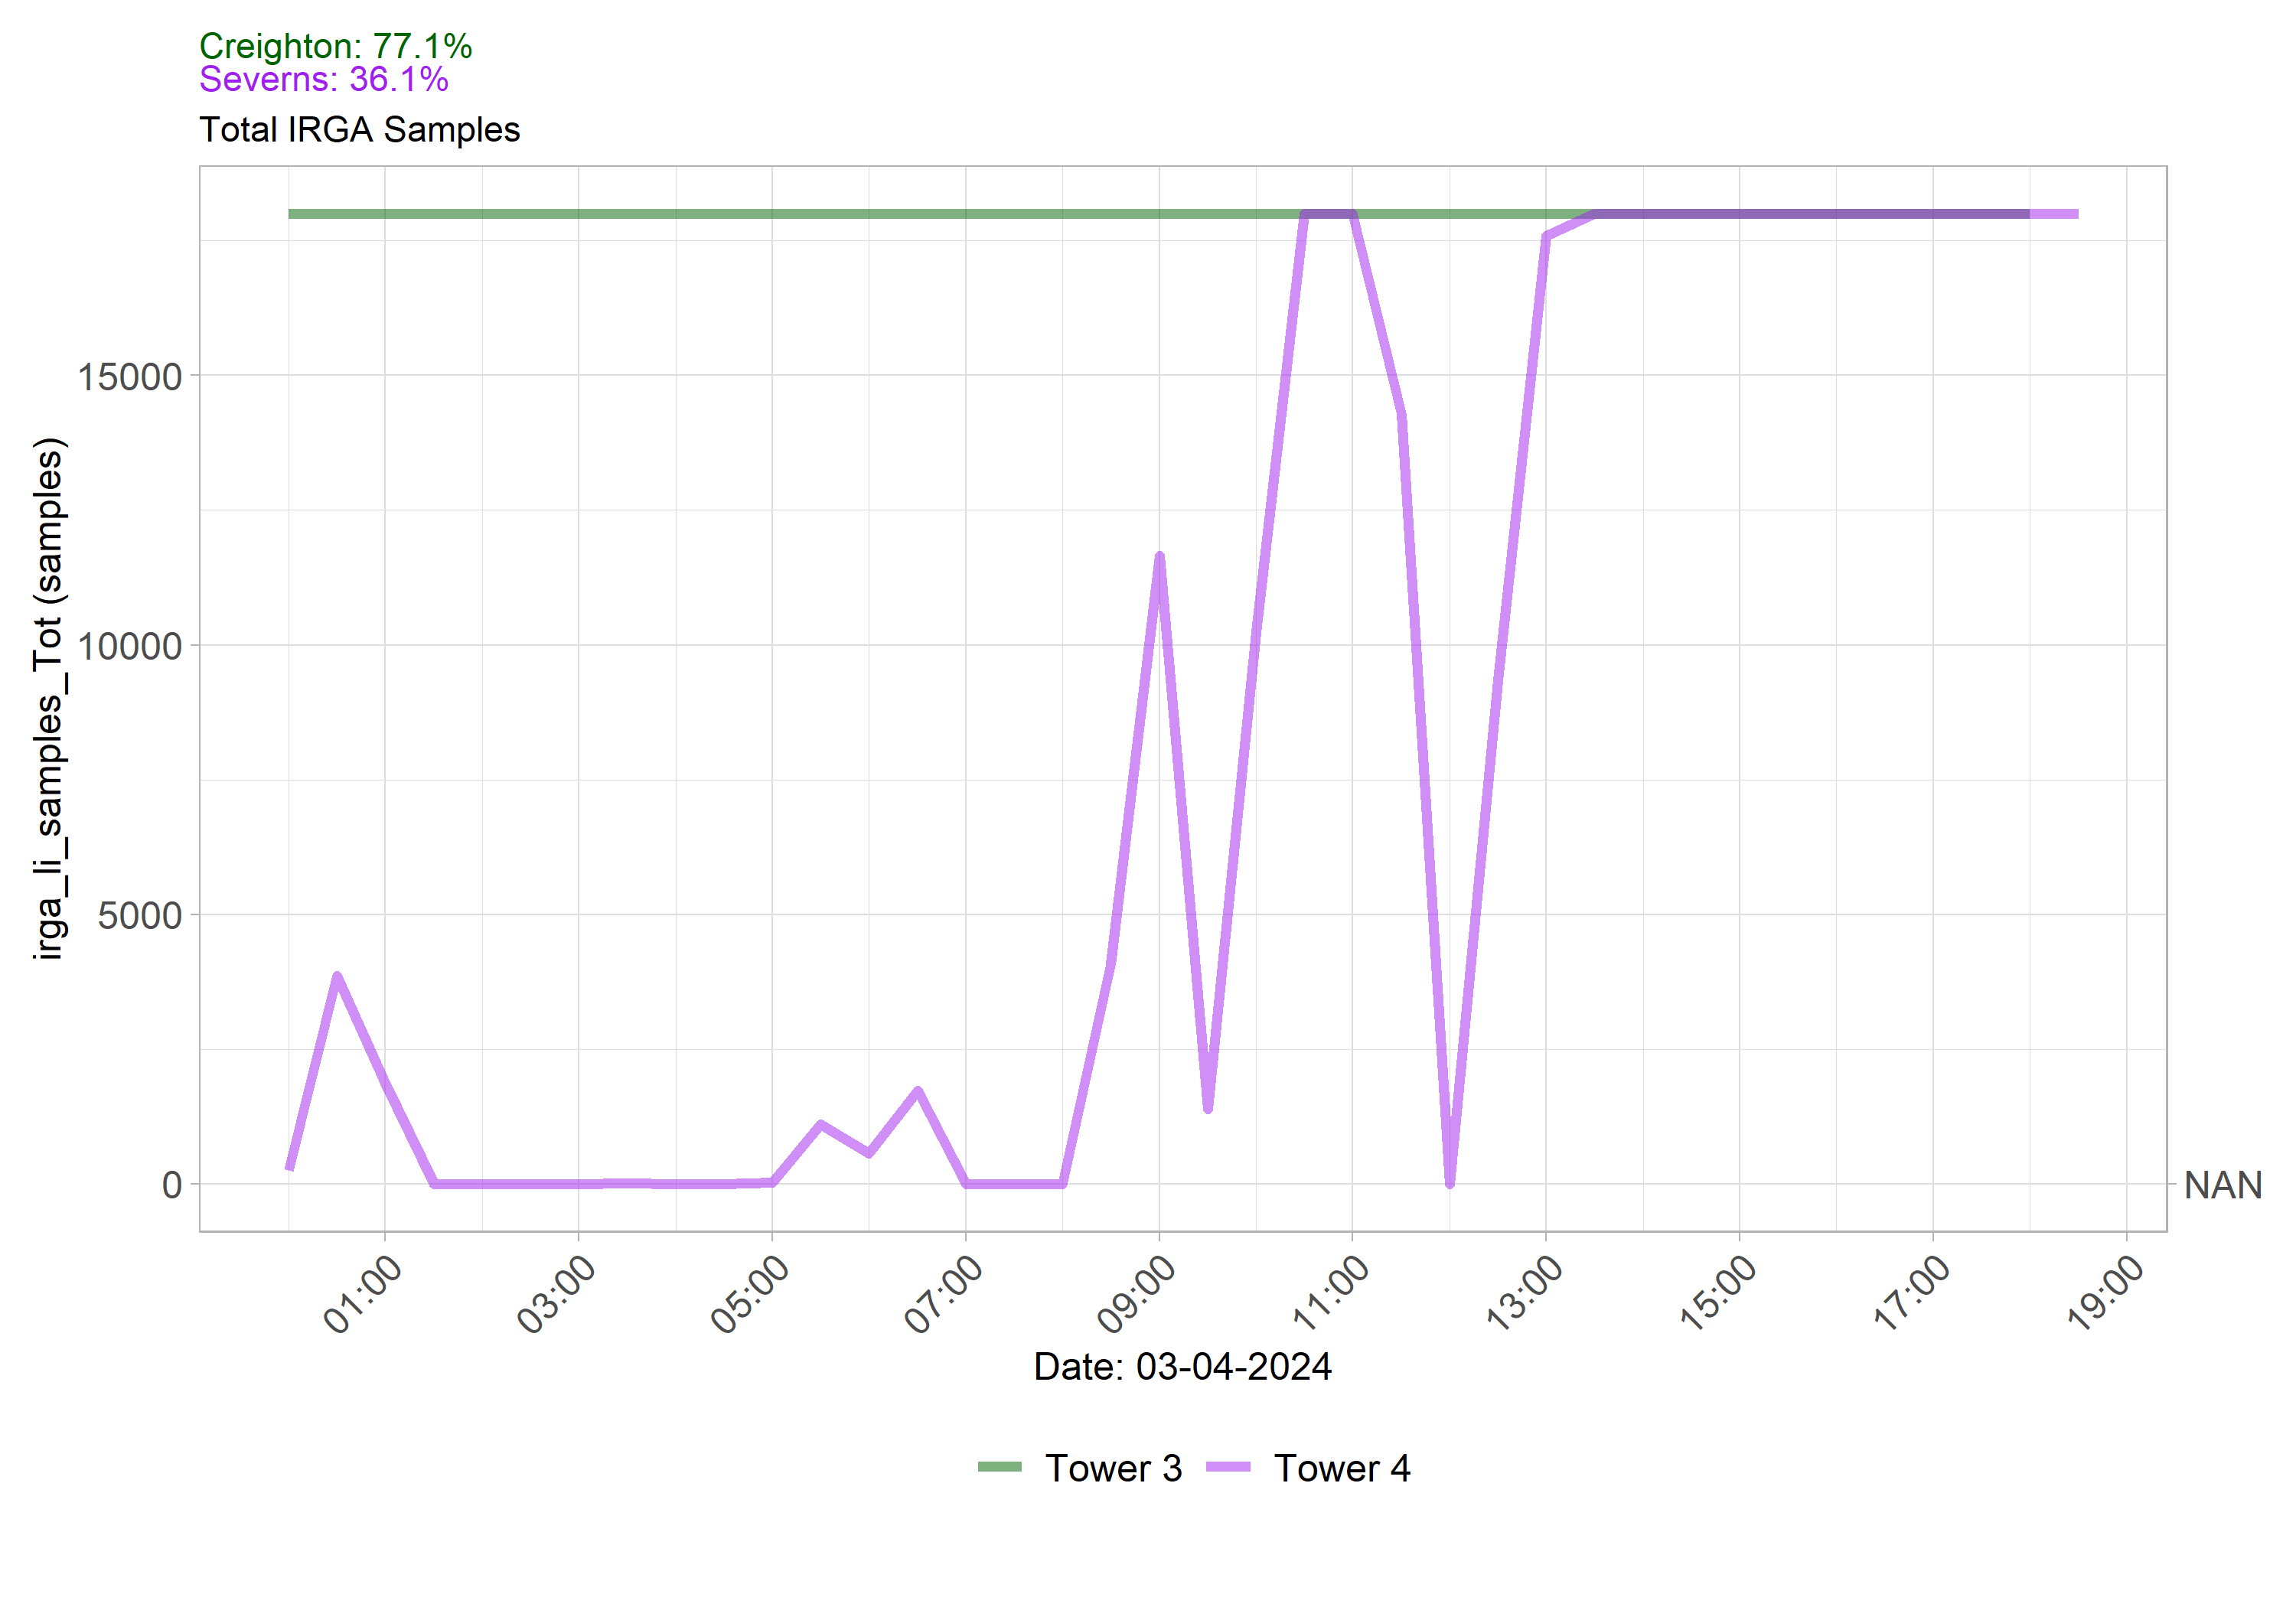 Creighton: 77.1%
Severns: 36.1%
Total IRGA Samples
irga_li_samples_Tot (samples)
15000
10000
5000
0
NAN
01:00
03:00
05:00
07:00
09:00
11:00
13:00
15:00
17:00
19:00
Date: 03-04-2024
Tower 3
Tower 4